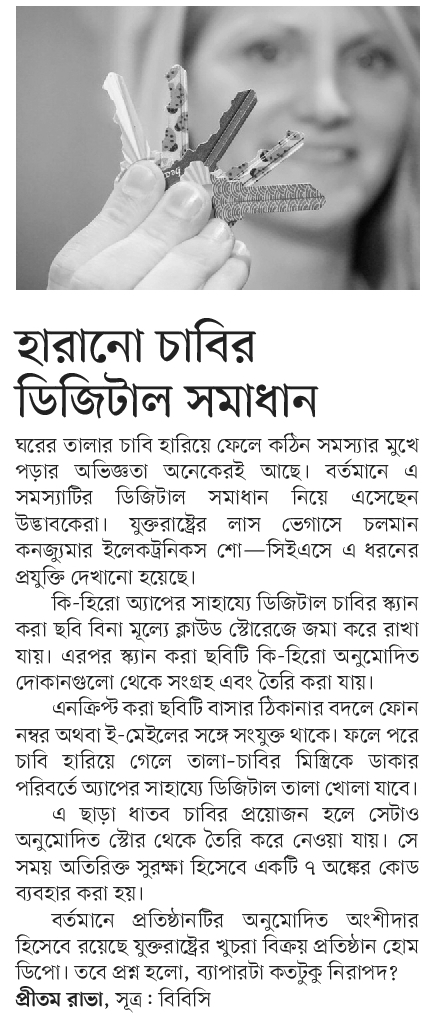 হারানো চাবির
ডিজিটাল সমাধান
ঘরের তালার চাবি হারিয়ে ফেলে কঠিন সমস্যার মুখে
পড়ার অভিজ্ঞতা অনেকেরই আছে। বর্তমানে এ
সমস্যাটির ডিজিটাল সমাধান নিয়ে এসেছেন
উদ্ভাবকেরা। যুক্তরাষ্ট্রের লাস ভেগাসে চলমান
কনজ্যুমার ইলেকট্রনিকস শো—সিইএসে এ ধরনের
প্রযুক্তি দেখানো হয়েছে।
কি-হিরো অ্যাপের সাহায্যে ডিজিটাল চাবির স্ক্যান
করা ছবি বিনা মূল্যে ক্লাউড স্টোরেজে জমা করে রাখা
যায়। এরপর স্ক্যান করা ছবিটি কি-হিরো অনুমোদিত
দোকানগুলো থেকে সংগ্রহ এবং তৈরি করা যায়।
এনক্রিপ্ট করা ছবিটি বাসার ঠিকানার বদলে ফোন
নম্বর অথবা ই-মেইলের সঙ্গে সংযুক্ত থাকে। ফলে পরে
চাবি হারিয়ে গেলে তালা-চাবির মিস্ত্রিকে ডাকার
পরিবর্তে অ্যাপের সাহায্যে ডিজিটাল তালা খোলা যাবে।
এ ছাড়া ধাতব চাবির প্রয়োজন হলে সেটাও
অনুমোদিত স্টোর থেকে তৈরি করে নেওয়া যায়। সে
সময় অতিরিক্ত সুরক্ষা হিসেবে একটি ৭ অঙ্কের কোড
ব্যবহার করা হয়।
বর্তমানে প্রতিষ্ঠানটির অনুমোদিত অংশীদার
হিসেবে রয়েছে যুক্তরাষ্ট্রের খুচরা বিক্রয় প্রতিষ্ঠান হোম
ডিপো। তবে প্রশ্ন হলো, ব্যাপারটা কতটুকু নিরাপদ?
প্রীতম রাভা, সূত্র : বিবিসি